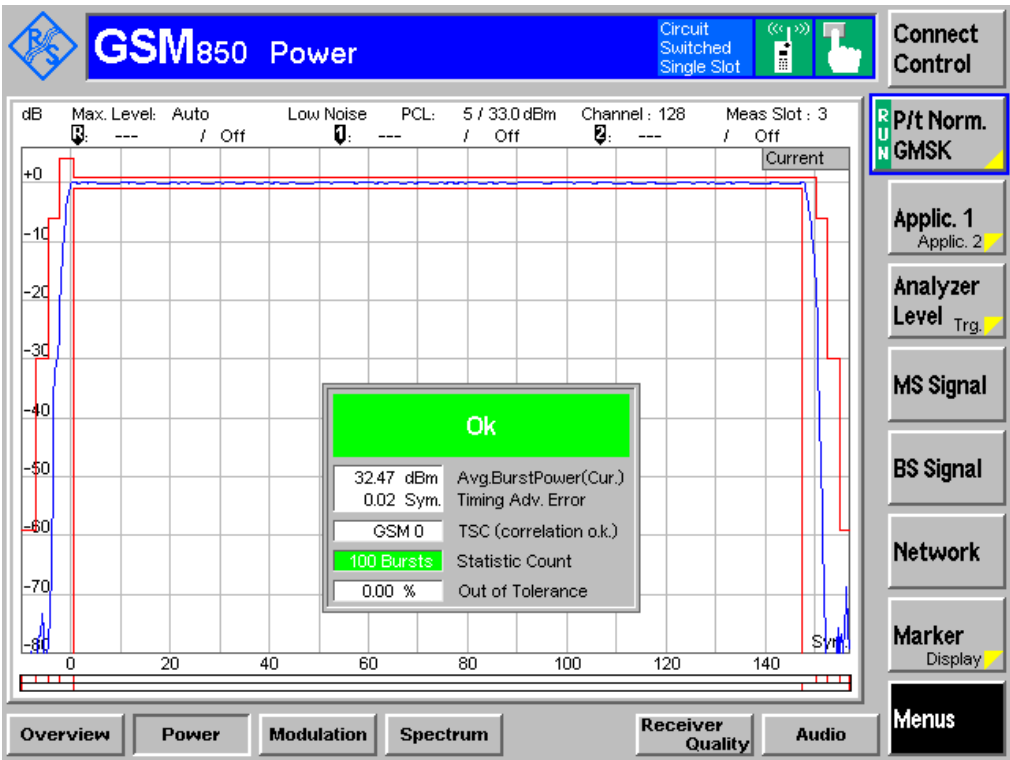 R&S
GSM850 Power
Circuit
Switched
Single Slot
Connect
Control
dB Max. Level: Auto Low Noise PCL: 5 / 33.0 dBm Channel : 128 Meas Slot : 3
R: --- / Off 1: --- / Off 2: --- / Off
Current
+0
-10
-20
-30
-40
-50
-60
-70
-80
0 20 40 60 80 100 120 140
Sym.
Ok
32.47 dBm Avg.BurstPower(Cur.)
0.02 Sym. Timing Adv. Error
GSM 0 TSC (correlation o.k.)
100 Bursts Statistic Count
0.00 % Out of Tolerance
RUN
P/t Norm.
GMSK
Applic. 1
Applic. 2
Analyzer
Level Trg.
MS Signal
BS Signal
Network
Marker
Display
Menus
Overview Power Modulation Spectrum Receiver Quality Audio